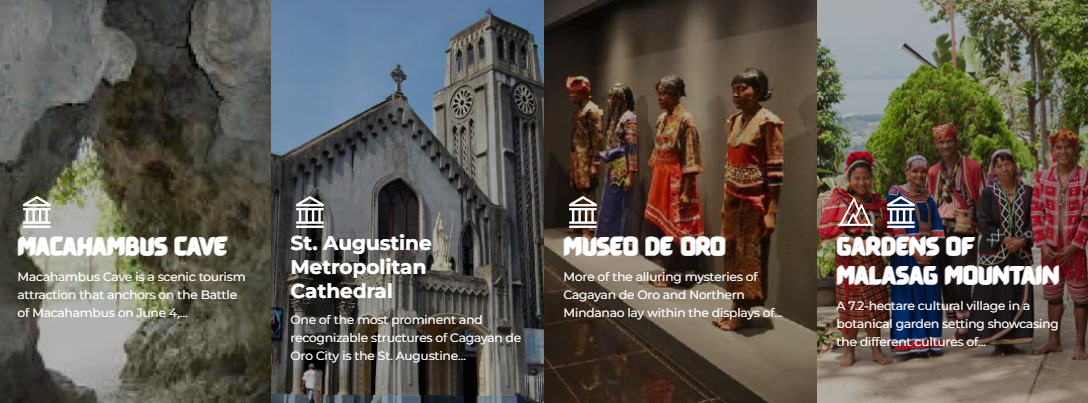 MACAHAMBUS CAVE
Macahambus Cave is a scenic tourism
attraction that anchors on the Battle
of Macahambus on June 4,...
St. Augustine
Metropolitan
Cathedral
One of the most prominent and
recognizable structures of Cagayan de
Oro City is the St. Augustine...
MUSEO DE ORO
More of the alluring mysteries of
Cagayan de Oro and Northern
Mindanao lay within the displays of...
GARDENS OF
MALASAG MOUNTAIN
A 7.2-hectare cultural village in a
botanical garden setting showcasing
the different cultures of...